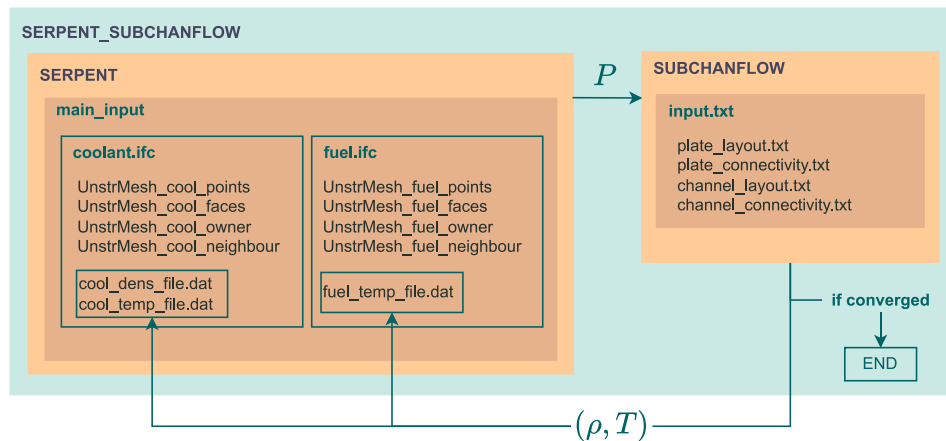 SERPENT_SUBCHANFLOW
SERPENT
main_input
coolant.ifc
UnstrMesh_cool_points
UnstrMesh_cool_faces
UnstrMesh_cool_owner
UnstrMesh_cool_neighbour
cool_dens_file.dat
cool_temp_file.dat
fuel.ifc
UnstrMesh_fuel_points
UnstrMesh_fuel_faces
UnstrMesh_fuel_owner
UnstrMesh_fuel_neighbour
fuel_temp_file.dat
P
SUBCHANFLOW
input.txt
plate_layout.txt
plate_connectivity.txt
channel_layout.txt
channel_connectivity.txt
if converged
END
(ρ, T)